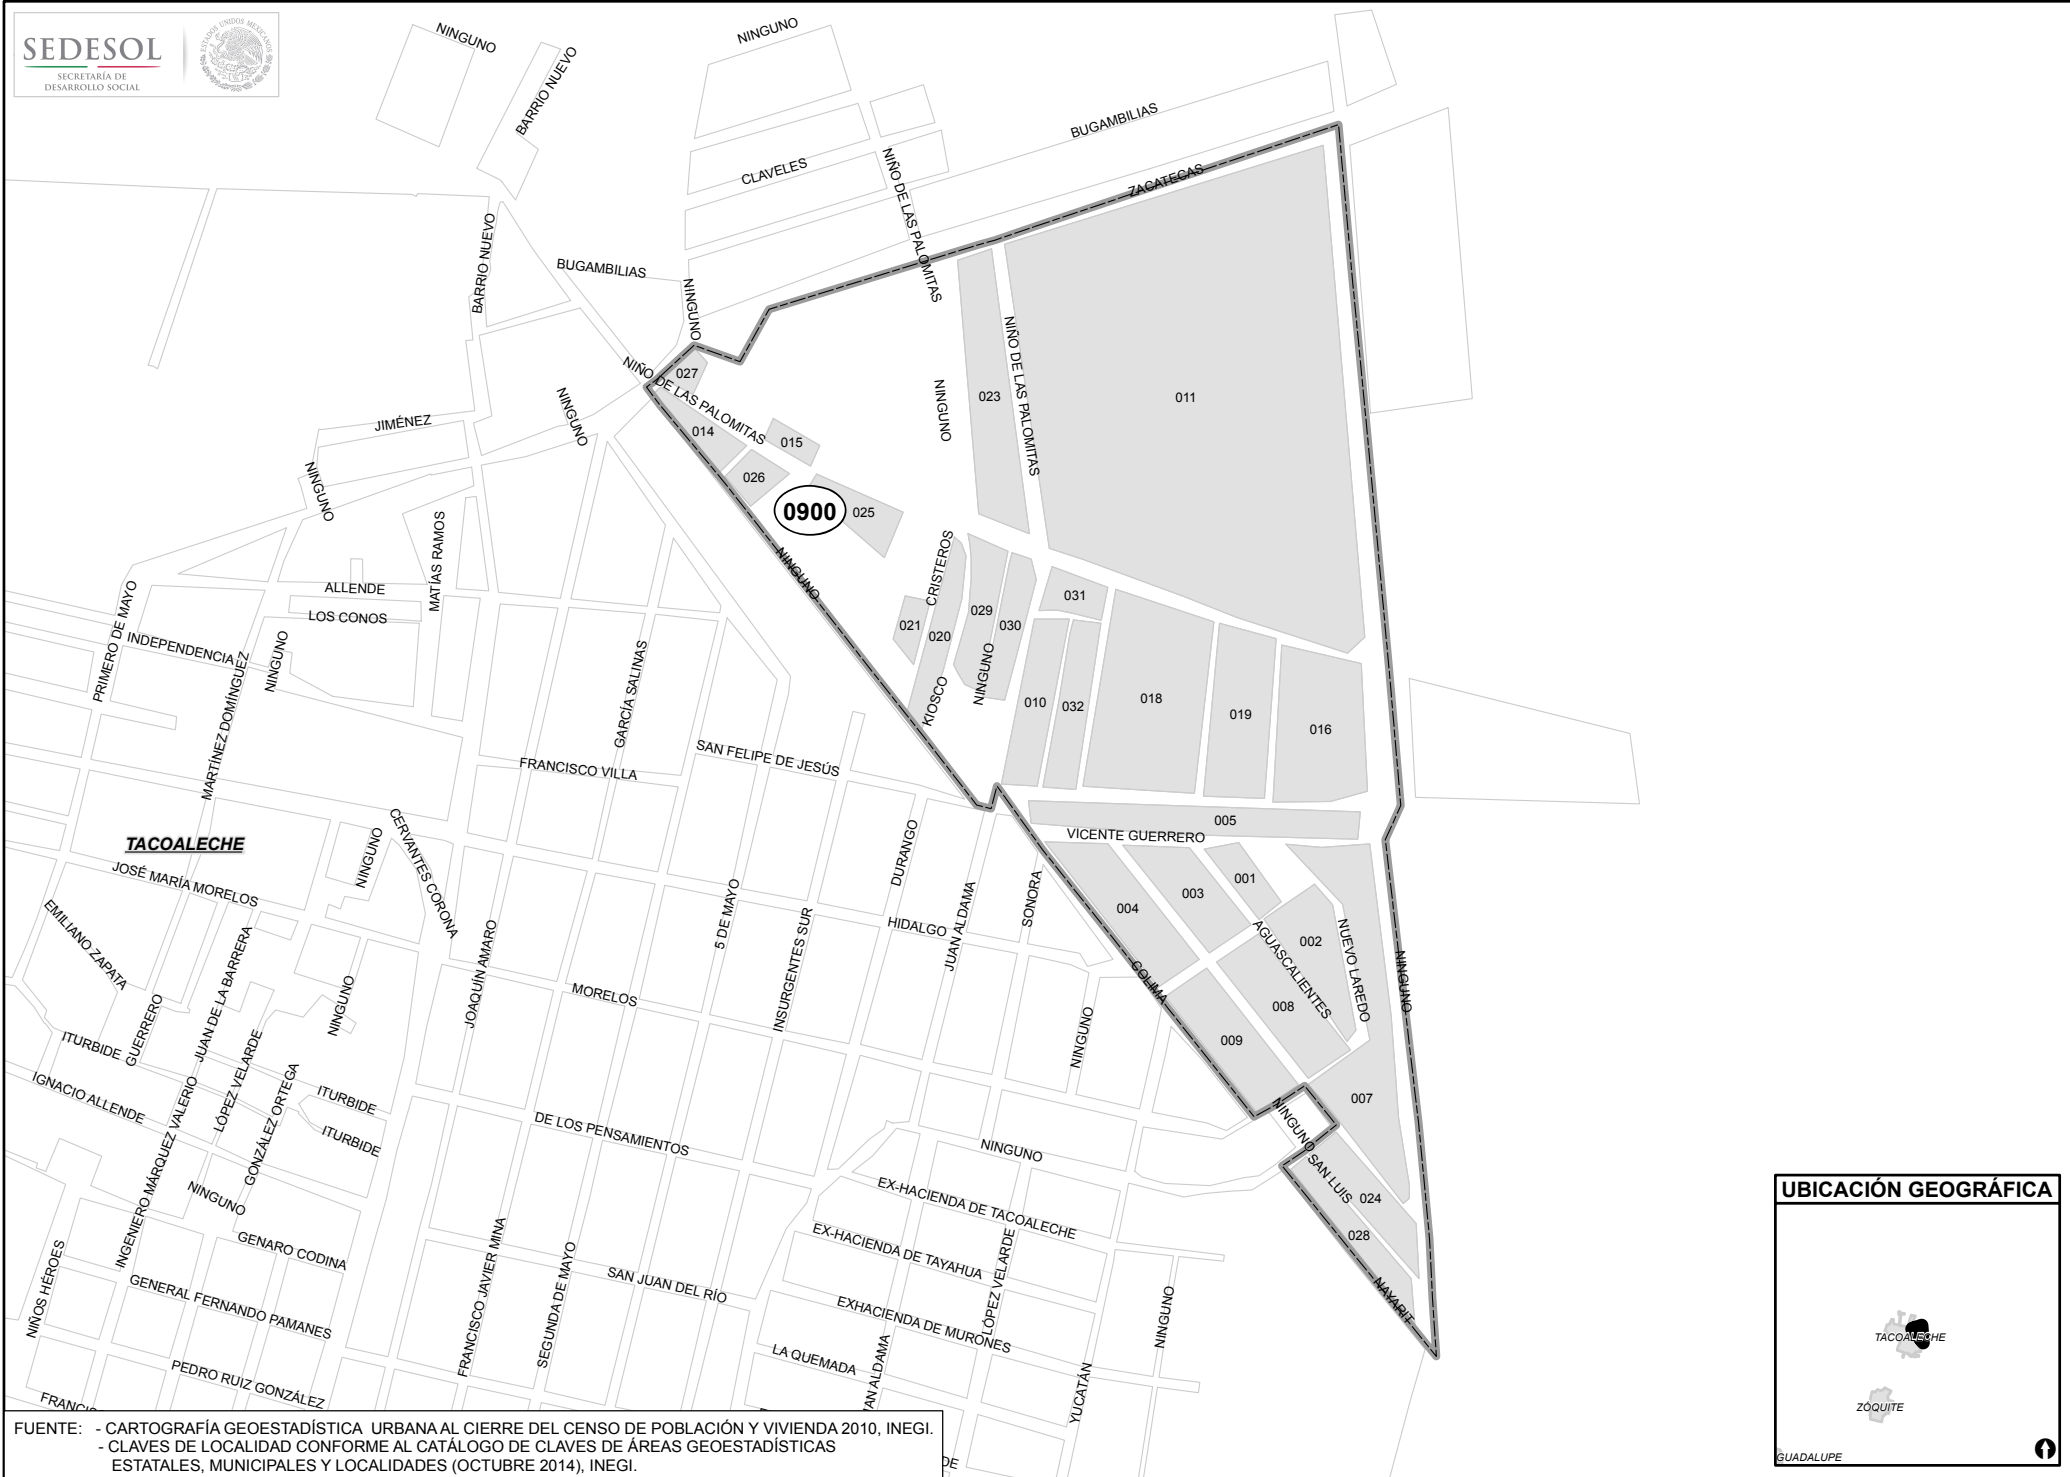 SEDESOL
SECRETARÍA DE
DESARROLLO SOCIAL
ESTADOS UNIDOS MEXICANOS
NINGUNO
BARRIO NUEVO
NINGUNO
BUGAMBILIAS
CLAVELES
NIÑO DE LAS PALOMITAS
ZACATECAS
BARRIO NUEVO
BUGAMBILIAS
NINGUNO
NIÑO DE LAS PALOMITAS
027
NIÑO DE LAS PALOMITAS
NINGUNO
023
011
NINGUNO
JIMÉNEZ
014
015
026
025
0900
NINGUNO
MATÍAS RAMOS
NINGUNO
CRISTEROS
029
030
031
021
020
KIOSCO
NINGUNO
010
032
018
019
016
PRIMERO DE MAYO
ALLENDE
LOS CONOS
INDEPENDENCIA
NINGUNO
MARTÍNEZ DOMÍNGUEZ
GARCÍA SALINAS
SAN FELIPE DE JESÚS
FRANCISCO VILLA
005
VICENTE GUERRERO
TACOALECHE
JOSÉ MARÍA MORELOS
NINGUNO
CERVANTES CORONA
DURANGO
JUAN ALDAMA
SONORA
001
003
004
002
AGUASCALIENTES
NUEVO LAREDO
NINGUNO
008
009
007
COLIMA
HIDALGO
5 DE MAYO
INSURGENTES SUR
EMILIANO ZAPATA
JUAN DE LA BARRERA
NINGUNO
JOAQUÍN AMARO
MORELOS
NINGUNO
GUERRERO
ITURBIDE
LÓPEZ VELARDE
GONZÁLEZ ORTEGA
ITURBIDE
ITURBIDE
IGNACIO ALLENDE
INGENIERO MÁRQUEZ VALERIO
DE LOS PENSAMIENTOS
NINGUNO
NINGUNO
SAN LUIS
024
028
NAYARIT
NINGUNO
EX-HACIENDA DE TACOALECHE
EX-HACIENDA DE TAYAHUA
LÓPEZ VELARDE
GENARO CODINA
NIÑOS HÉROES
GENERAL FERNANDO PAMANES
FRANCISCO JAVIER MINA
SEGUNDA DE MAYO
SAN JUAN DEL RÍO
EXHACIENDA DE MURONES
NINGUNO
LA QUEMADA
YUCATÁN
PEDRO RUIZ GONZÁLEZ
UBICACIÓN GEOGRÁFICA
TACOALECHE
ZÓQUITE
GUADALUPE
FUENTE: - CARTOGRAFÍA GEOESTADÍSTICA URBANA AL CIERRE DEL CENSO DE POBLACIÓN Y VIVIENDA 2010, INEGI.
- CLAVES DE LOCALIDAD CONFORME AL CATÁLOGO DE CLAVES DE ÁREAS GEOESTADÍSTICAS
ESTATALES, MUNICIPALES Y LOCALIDADES (OCTUBRE 2014), INEGI.